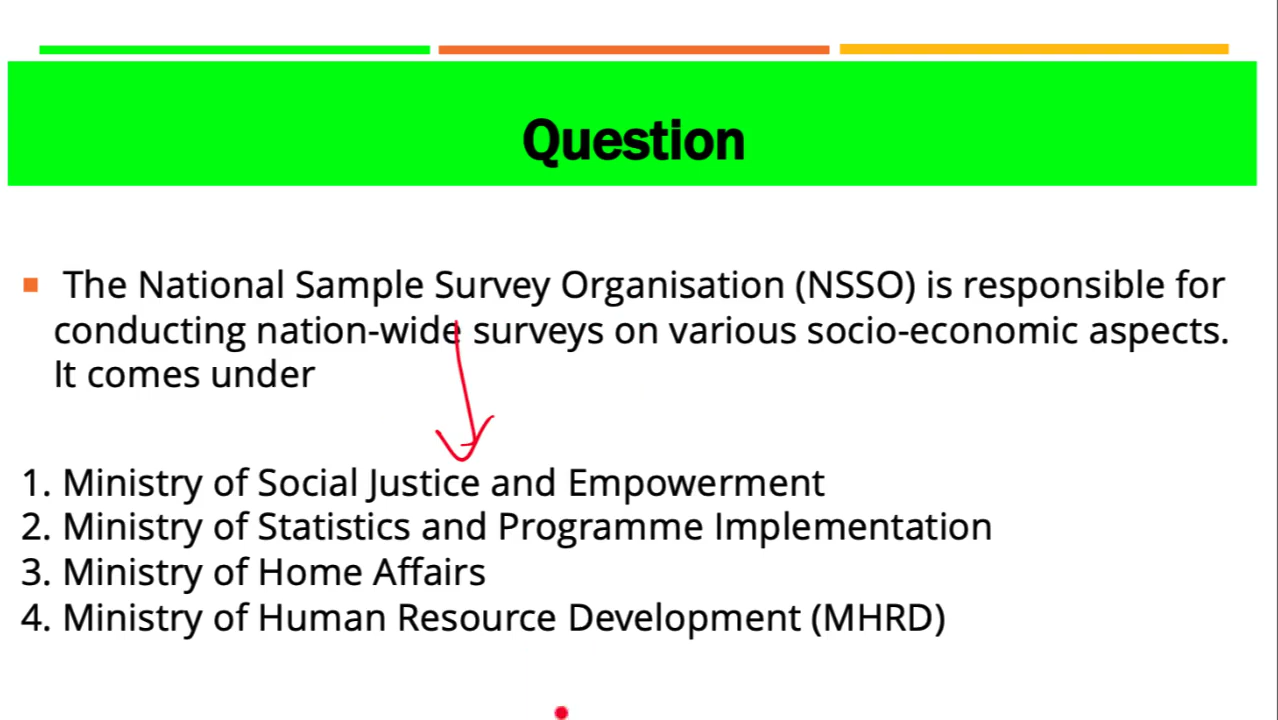 Question
The National Sample Survey Organisation (NSSO) is responsible for
conducting nation-wide surveys on various socio-economic aspects.
It comes under
1. Ministry of Social Justice and Empowerment
2. Ministry of Statistics and Programme Implementation
3. Ministry of Home Affairs
4. Ministry of Human Resource Development (MHRD)